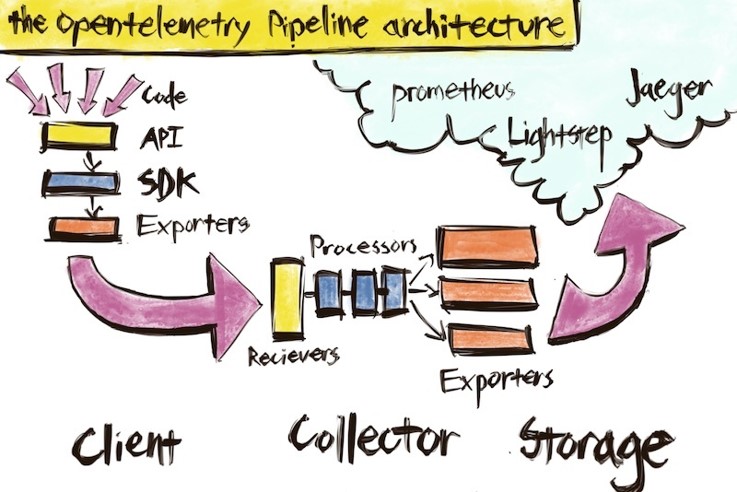 the opentelemetry Pipeline architecture
Code
API
SDK
Exporters
prometheus
Jaeger
Lightstep
Processors
Recievers
Exporters
Client
Collector
Storage